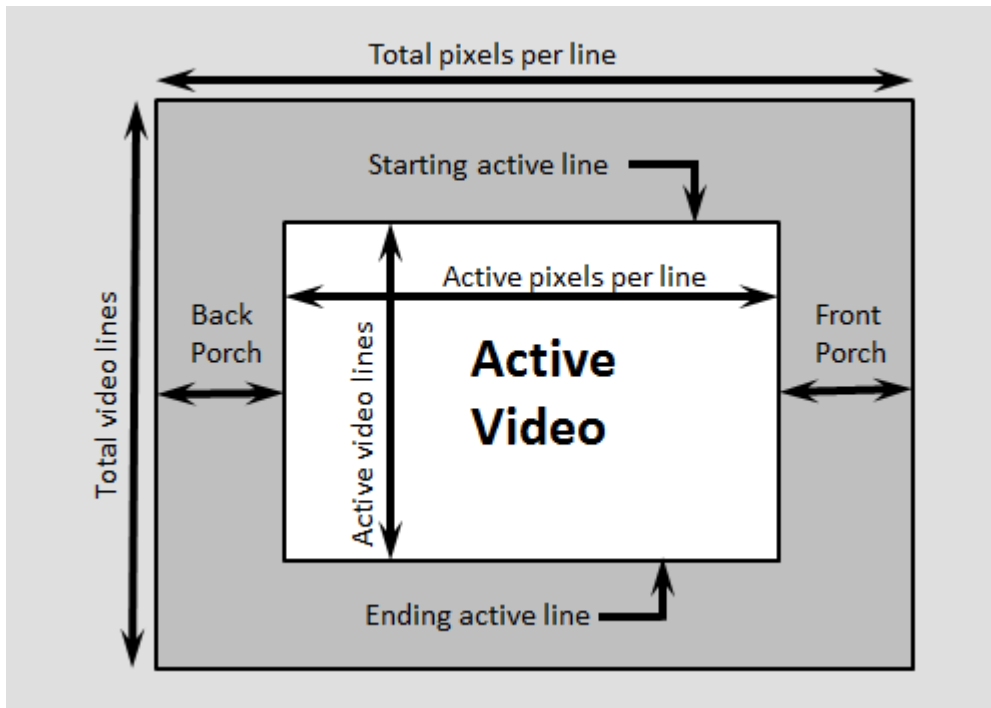 Total pixels per line
Starting active line
Active pixels per line
Back
Porch
Front
Porch
Total video lines
Active video lines
Active
Video
Ending active line